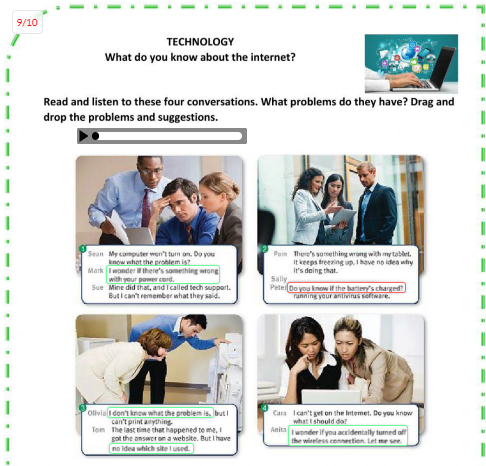 9/10
TECHNOLOGY
What do you know about the internet?
Read and listen to these four conversations. What problems do they have? Drag and
drop the problems and suggestions.
1
Sean My computer won't turn on. Do you
know what the problem is?
Mark I wonder if there's something wrong
with your power cord.
Sue Mine did that, and I called tech support.
But I can't remember what they said.
2
Pam There's something wrong with my tablet.
It keeps freezing up. I have no idea why
it's doing that.
Sally
Peter Do you know if the battery's charged?
running your antivirus software.
3
Olivia I don't know what the problem is, but I
can't print anything.
Tom The last time that happened to me, I
got the answer on a website. But I have
no idea which site I used.
4
Cara I can't get on the Internet. Do you know
what I should do?
Anita I wonder if you accidentally turned off
the wireless connection. Let me see.